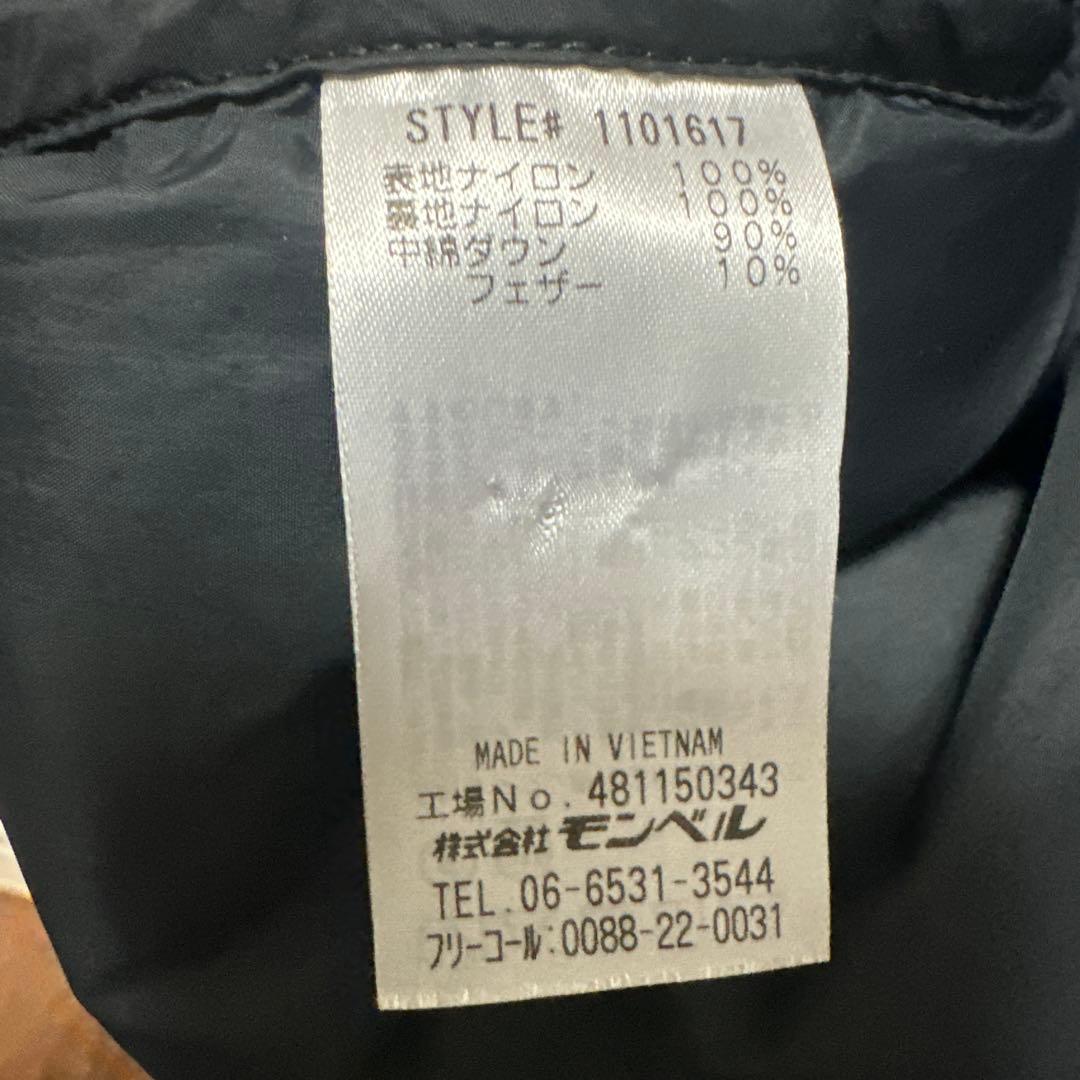 STYLE# 1101617
表地ナイロン 100%
裏地ナイロン 100%
中綿ダウン 90%
フェザー 10%
MADE IN VIETNAM
工場No. 481150343
株式会社モンベル
TEL.06-6531-3544
フリーコール:0088-22-0031